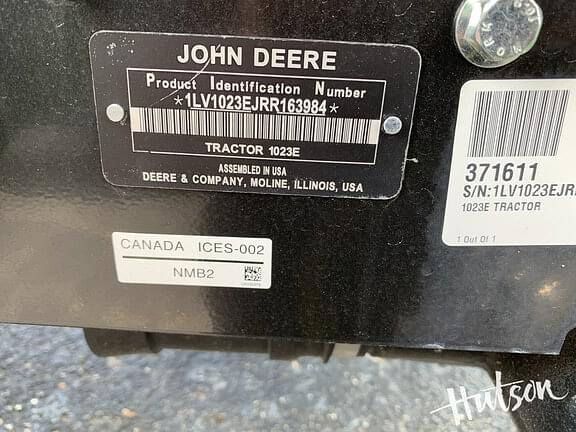 JOHN DEERE
Product Identification Number
*1LV1023EJRR163984*
TRACTOR 1023E
ASSEMBLED IN USA
DEERE & COMPANY, MOLINE, ILLINOIS, USA
371611
S/N:1LV1023EJR
1023E TRACTOR
1 Out Of 1
CANADA ICES-002
NMB2
Hutson